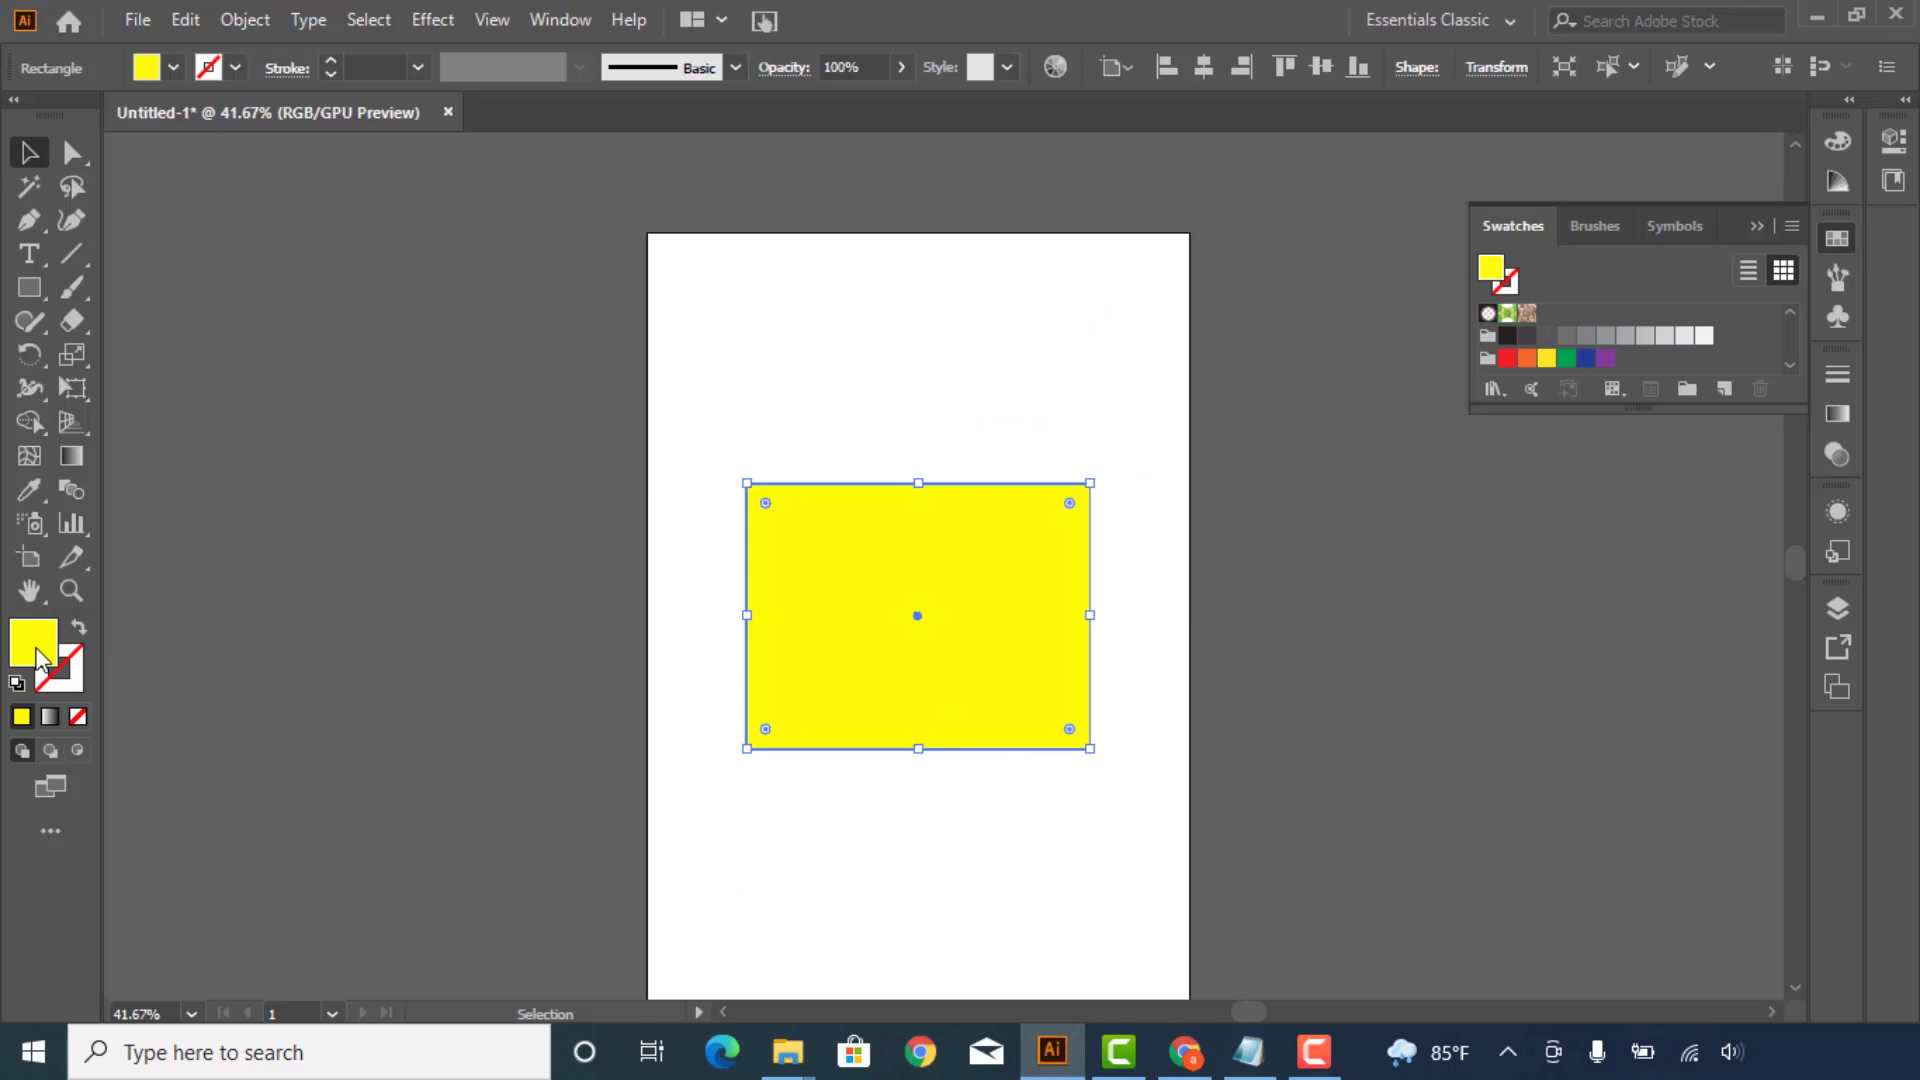 Ai File Edit Object Type Select Effect View Window Help Essentials Classic Search Adobe Stock
Rectangle Stroke: Basic Opacity: 100% Style: Shape: Transform
Untitled-1* @ 41.67% (RGB/GPU Preview)
Swatches Brushes Symbols
T
41.67% 1 Selection
Type here to search Ai C a C 85°F